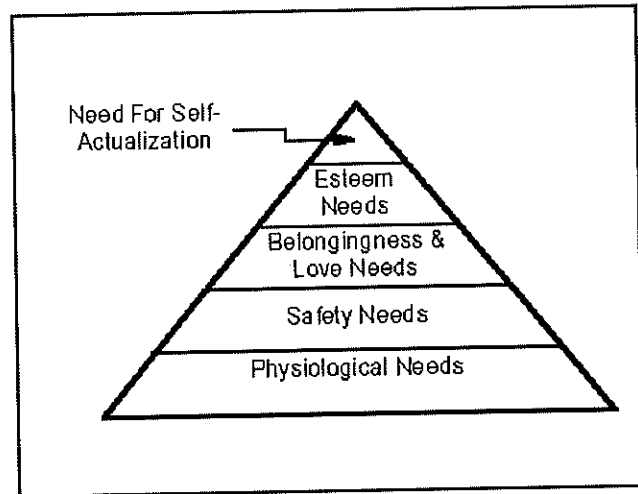 Need For Self-
Actualization
Esteem
Needs
Belongingness &
Love Needs
Safety Needs
Physiological Needs